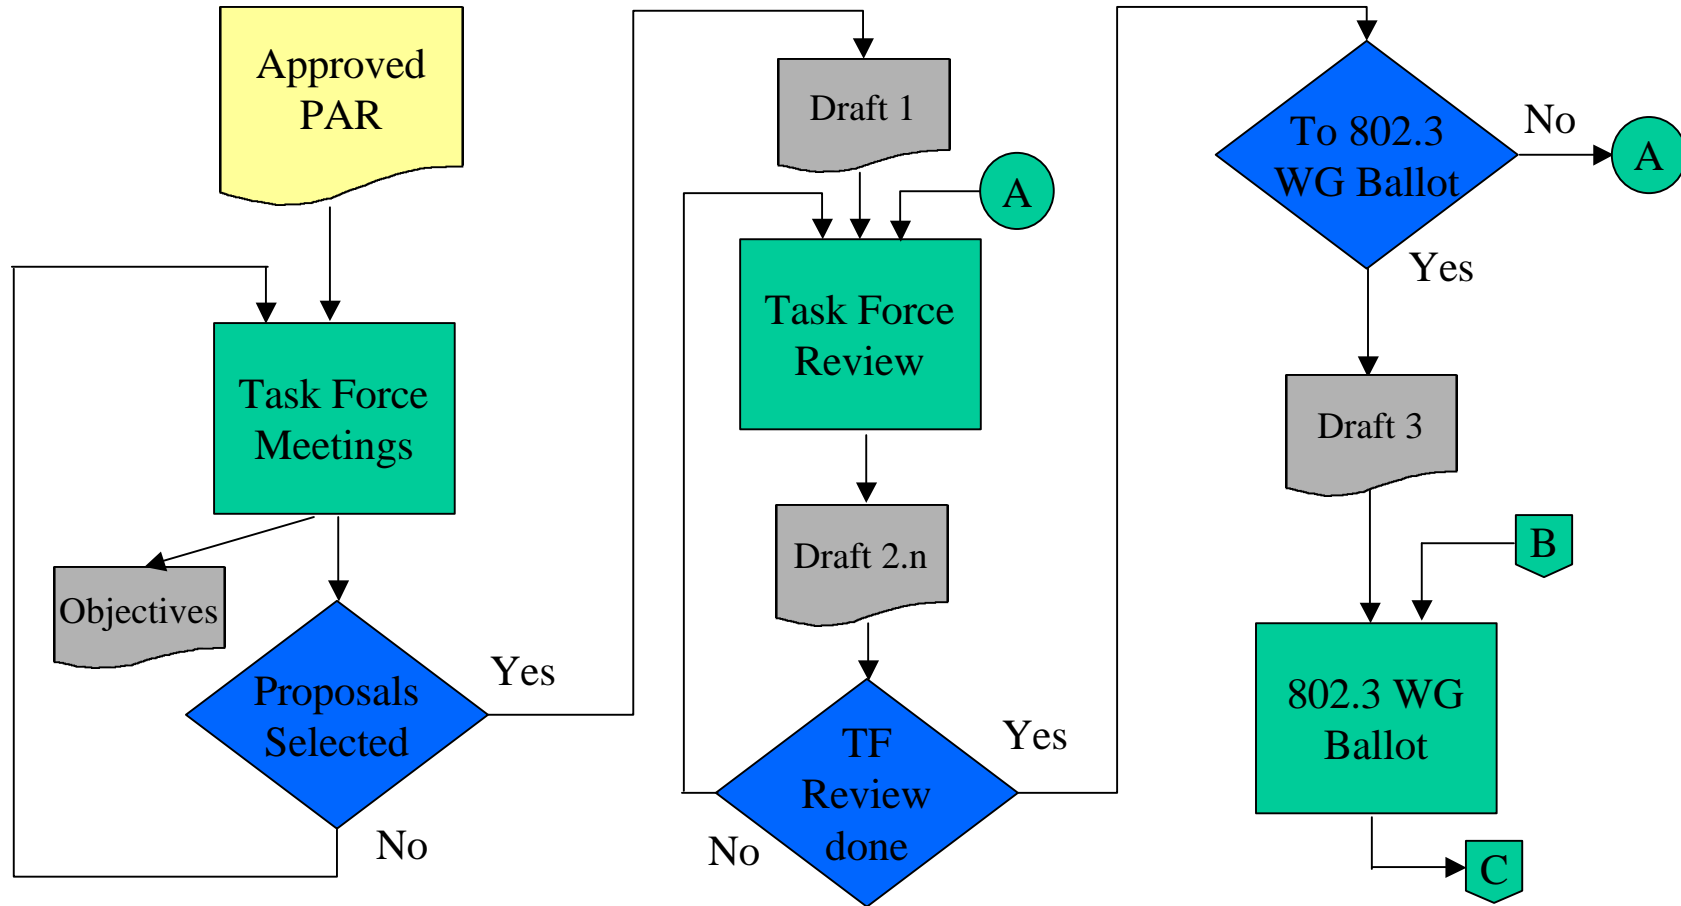 Approved
PAR
Task Force
Meetings
Objectives
Proposals
Selected
Yes
No
Draft 1
A
Task Force
Review
Draft 2.n
TF
Review
done
Yes
No
To 802.3
WG Ballot
No
A
Yes
Draft 3
B
802.3 WG
Ballot
C